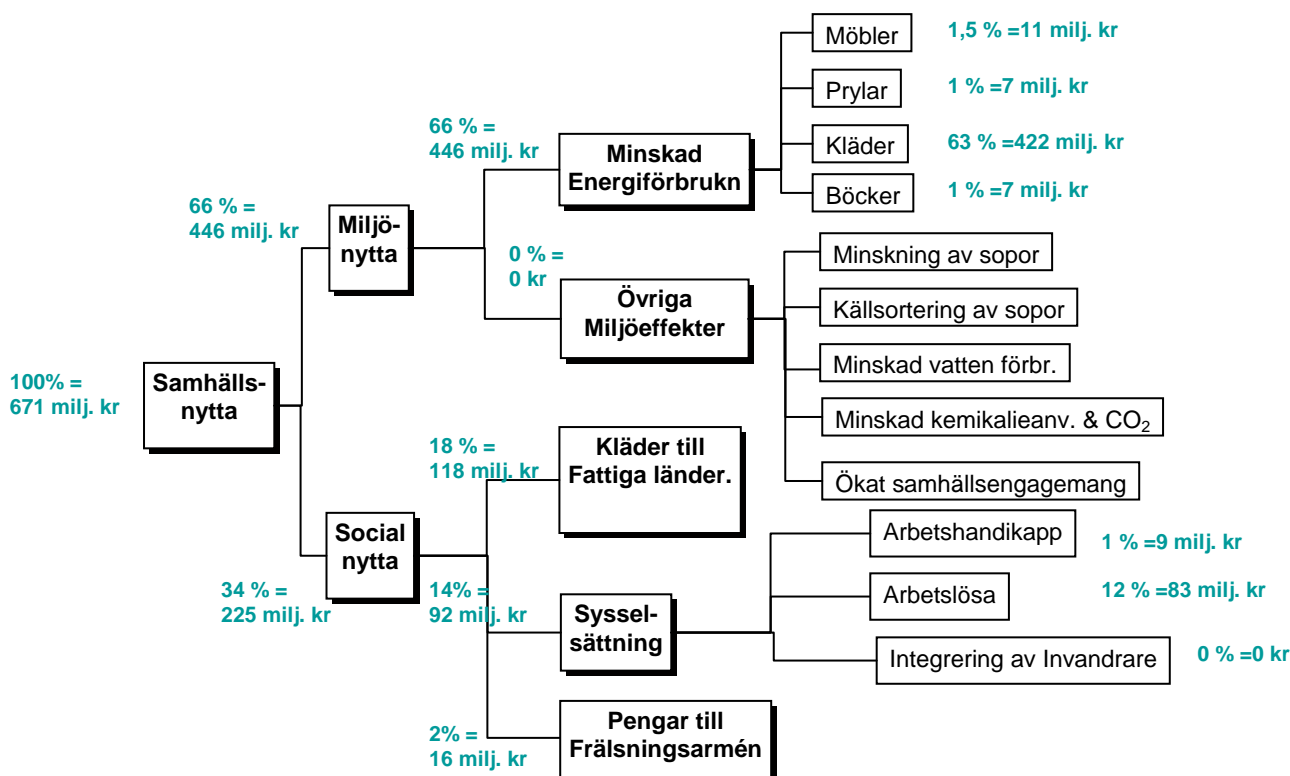 Möbler
1,5 % =11 milj. kr
Prylar
1 % =7 milj. kr
66 % =
446 milj. kr
Minskad
Energiförbrukn
Kläder
63 % =422 milj. kr
Böcker
1 % =7 milj. kr
66 % =
446 milj. kr
Miljö-
nytta
0 % =
0 kr
Övriga
Miljöeffekter
Minskning av sopor
Källsortering av sopor
Minskad vatten förbr.
Minskad kemikalieanv. & CO₂
Ökat samhällsengagemang
100% =
671 milj. kr
Samhälls-
nytta
18 % =
118 milj. kr
Kläder till
Fattiga länder.
Social
nytta
34 % =
225 milj. kr
14% =
92 milj. kr
Syssel-
sättning
Arbetshandikapp
1 % =9 milj. kr
Arbetslösa
12 % =83 milj. kr
Integrering av Invandrare
0 % =0 kr
2% =
16 milj. kr
Pengar till
Frälsningsarmén